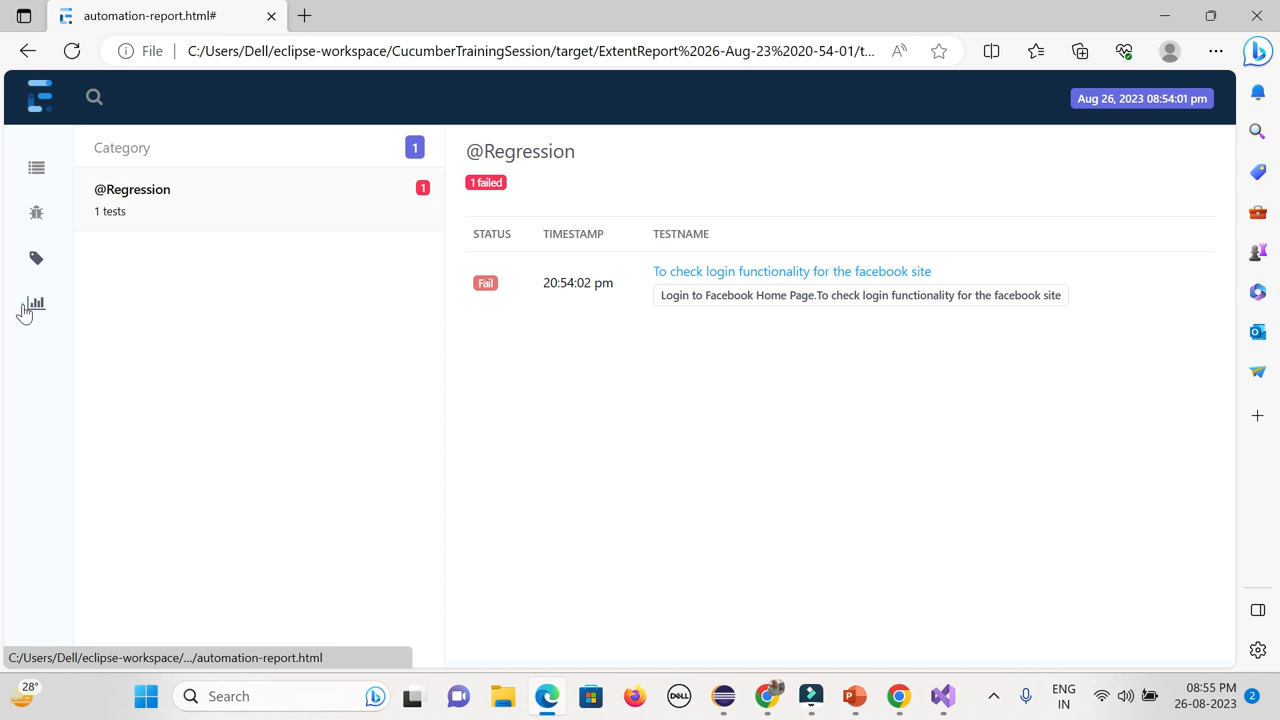 automation-report.html#
File
C:/Users/Dell/eclipse-workspace/CucumberTrainingSession/target/ExtentReport%2026-Aug-23%2020-54-01/t...
Aug 26, 2023 08:54:01 pm
Category
1
@Regression
1
1 tests
@Regression
1 failed
STATUS TIMESTAMP TESTNAME
Fail 20:54:02 pm To check login functionality for the facebook site
Login to Facebook Home Page.To check login functionality for the facebook site
C:/Users/Dell/eclipse-workspace/.../automation-report.html
28°
Search
DELL
ENG
IN
08:55 PM
26-08-2023
2